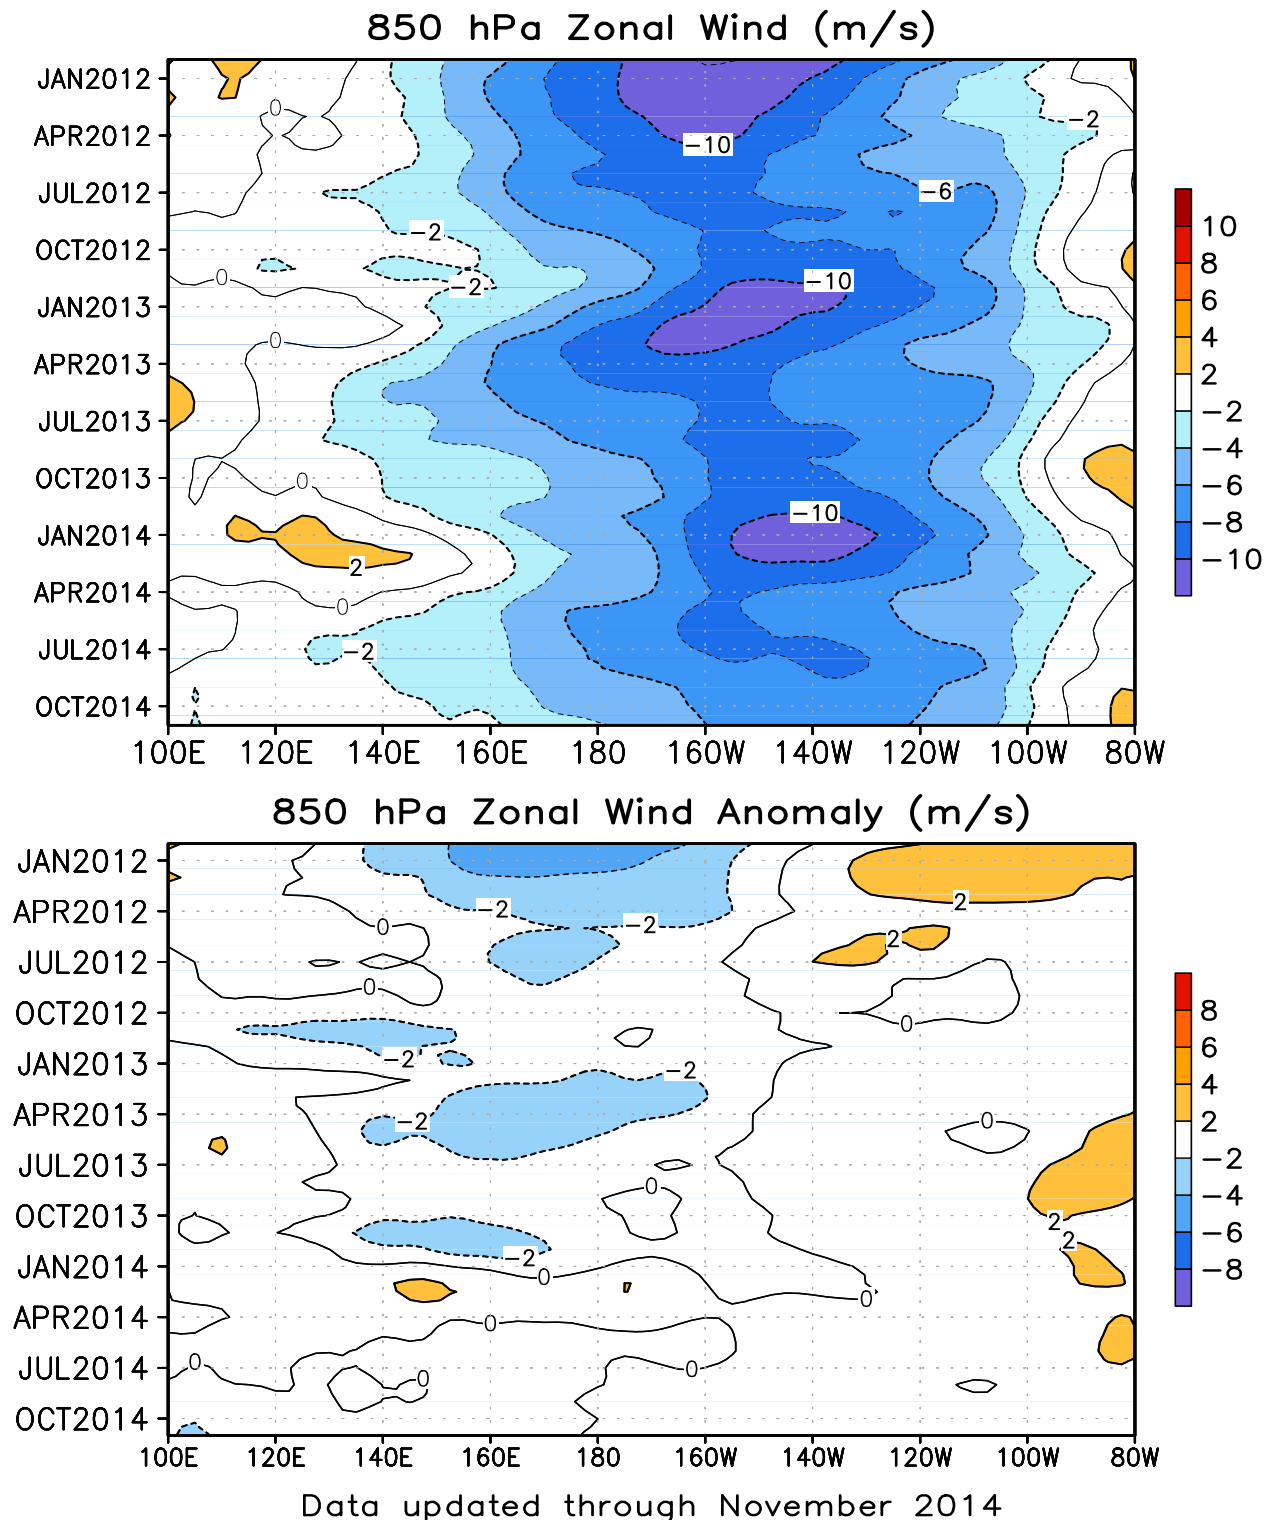 850 hPa Zonal Wind (m/s)
JAN2012
APR2012
JUL2012
OCT2012
JAN2013
APR2013
JUL2013
OCT2013
JAN2014
APR2014
JUL2014
OCT2014
0
-2
-10
-6
-2
0
-2
-10
0
0
-10
2
0
-2
100E 120E 140E 160E 180 160W 140W 120W 100W 80W
10
8
6
4
2
-2
-4
-6
-8
-10
850 hPa Zonal Wind Anomaly (m/s)
JAN2012
APR2012
JUL2012
OCT2012
JAN2013
APR2013
JUL2013
OCT2013
JAN2014
APR2014
JUL2014
OCT2014
2
-2
0
-2
2
0
0
-2
-2
-2
0
0
2
2
-2
0
0
0
0
0
0
100E 120E 140E 160E 180 160W 140W 120W 100W 80W
8
6
4
2
-2
-4
-6
-8
Data updated through November 2014